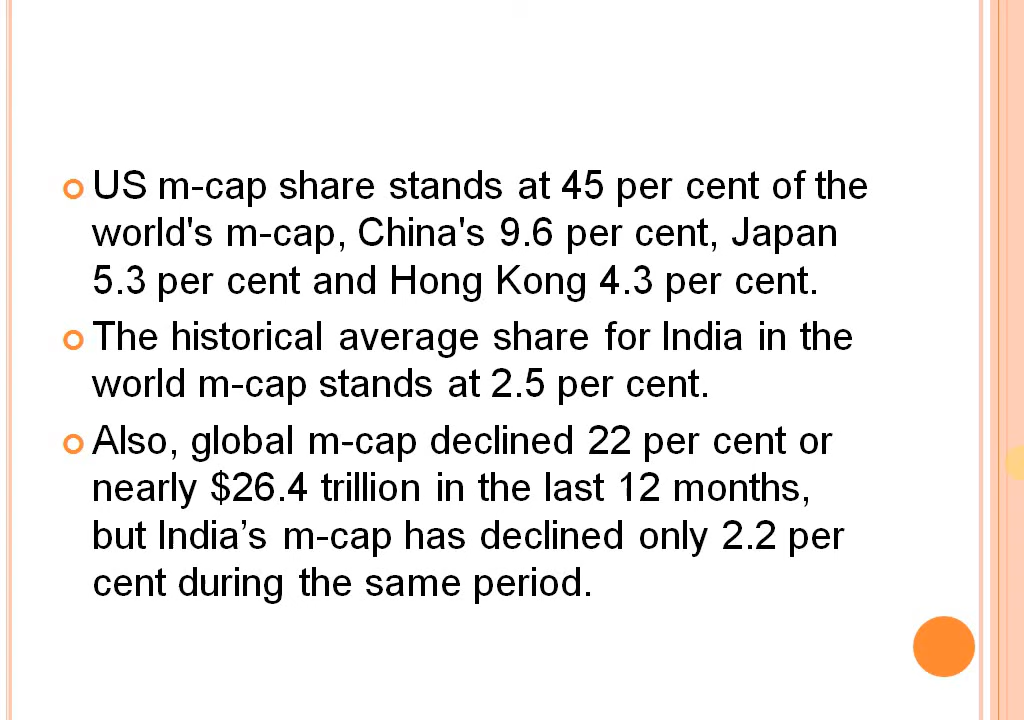 US m-cap share stands at 45 per cent of the
world's m-cap, China's 9.6 per cent, Japan
5.3 per cent and Hong Kong 4.3 per cent.
The historical average share for India in the
world m-cap stands at 2.5 per cent.
Also, global m-cap declined 22 per cent or
nearly $26.4 trillion in the last 12 months,
but India’s m-cap has declined only 2.2 per
cent during the same period.